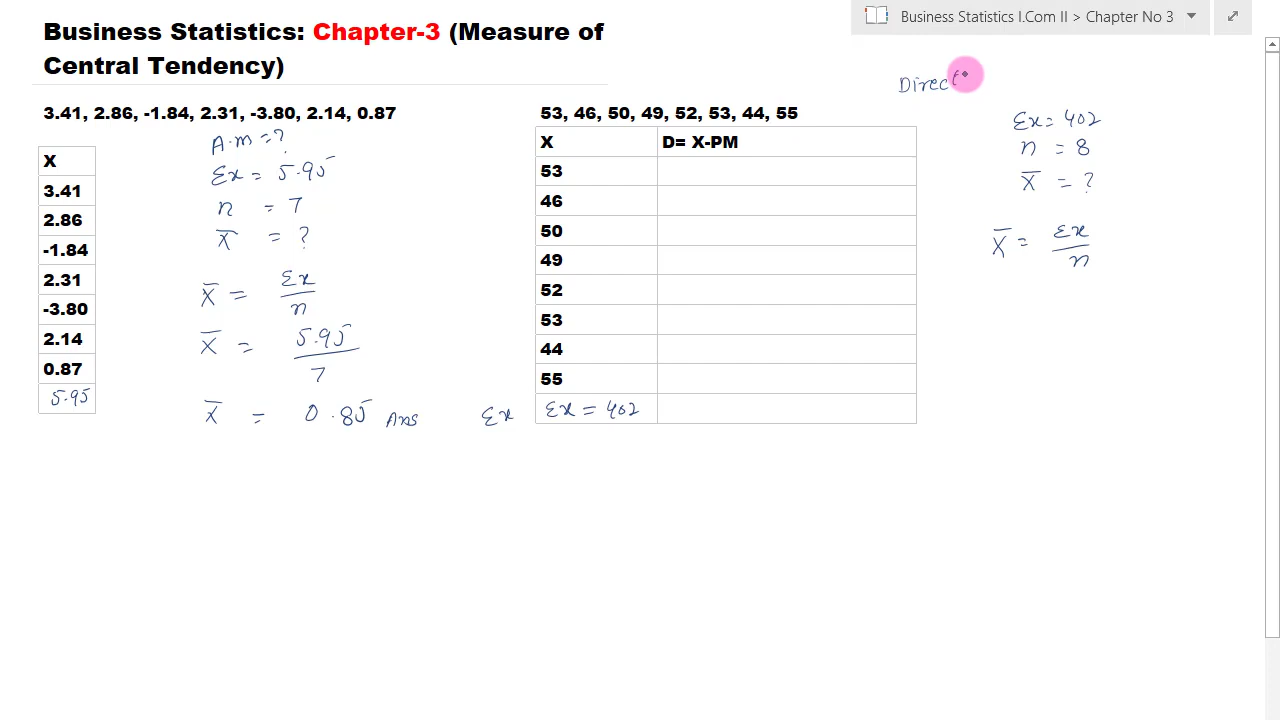 Business Statistics I.Com II > Chapter No 3
Business Statistics: Chapter-3 (Measure of
Central Tendency)
3.41, 2.86, -1.84, 2.31, -3.80, 2.14, 0.87
A.m = ?
X
3.41
2.86
-1.84
2.31
-3.80
2.14
0.87
5.95
Σx = 5.95
n = 7
X̄ = ?
X̄ = Σx
n
X̄ = 5.95
7
X̄ = 0.85 Ans
Σx
53, 46, 50, 49, 52, 53, 44, 55
X D= X-PM
53
46
50
49
52
53
44
55
Σx = 402
Direct
Σx = 402
n = 8
X̄ = ?
X̄ = Σx
n